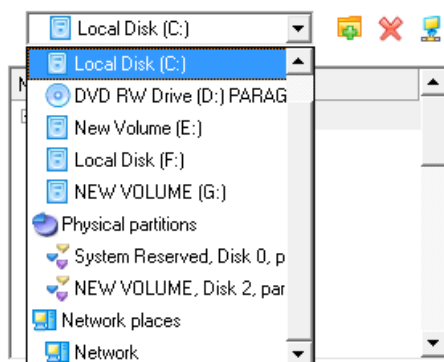 Local Disk (C:)
Local Disk (C:)
DVD RW Drive (D:) PARAG
New Volume (E:)
Local Disk (F:)
NEW VOLUME (G:)
Physical partitions
System Reserved, Disk 0, p
NEW VOLUME, Disk 2, par
Network places
Network